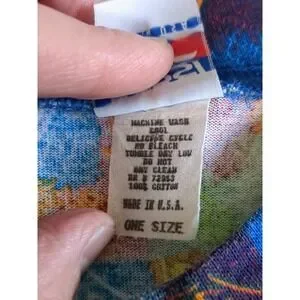 MACHINE WASH
COOL
DELICATE CYCLE
NO BLEACH
TUMBLE DRY LOW
DO NOT
DRY CLEAN
RN # 72953
100% COTTON
MADE IN U.S.A.
ONE SIZE